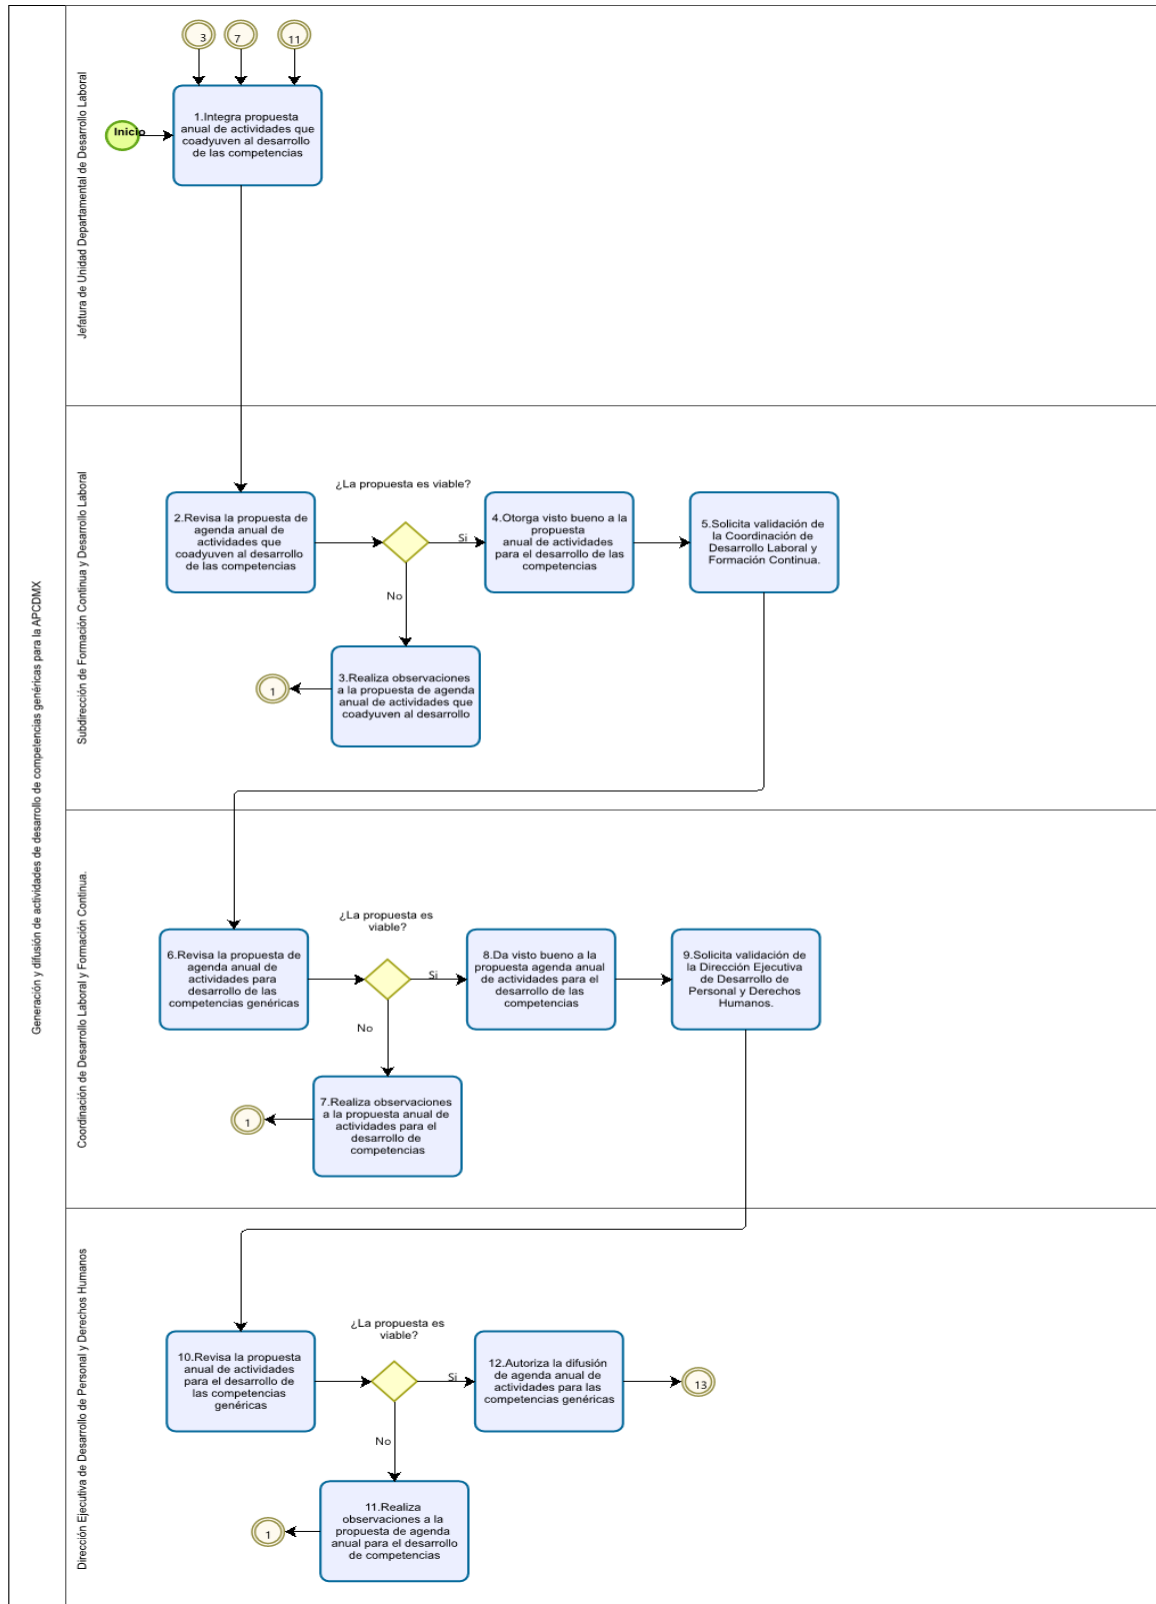 Generación y difusión de actividades de desarrollo de competencias genéricas para la APCDMX
Jefatura de Unidad Departamental de Desarrollo Laboral
3
7
11
Inicio
1.Integra propuesta
anual de actividades que
coadyuven al desarrollo
de las competencias
Subdirección de Formación Continua y Desarrollo Laboral
2.Revisa la propuesta de
agenda anual de
actividades que
coadyuven al desarrollo
de las competencias
¿La propuesta es viable?
Si
No
4.Otorga visto bueno a la
propuesta
anual de actividades
para el desarrollo de las
competencias
5.Solicita validación de
la Coordinación de
Desarrollo Laboral y
Formación Continua.
3.Realiza observaciones
a la propuesta de agenda
anual de actividades que
coadyuven al desarrollo
1
Coordinación de Desarrollo Laboral y Formación Continua.
6.Revisa la propuesta de
agenda anual de
actividades para
desarrollo de las
competencias genéricas
¿La propuesta es
viable?
Si
No
8.Da visto bueno a la
propuesta agenda anual
de actividades para el
desarrollo de las
competencias
9.Solicita validación de
la Dirección Ejecutiva
de Desarrollo de
Personal y Derechos
Humanos.
7.Realiza observaciones
a la propuesta anual de
actividades para el
desarrollo de
competencias
1
Dirección Ejecutiva de Desarrollo de Personal y Derechos Humanos
10.Revisa la propuesta
anual de actividades
para el desarrollo de
las competencias
genéricas
¿La propuesta es
viable?
Si
No
12.Autoriza la difusión
de agenda anual de
actividades para las
competencias genéricas
13
11.Realiza
observaciones a la
propuesta de agenda
anual para el desarrollo
de competencias
1